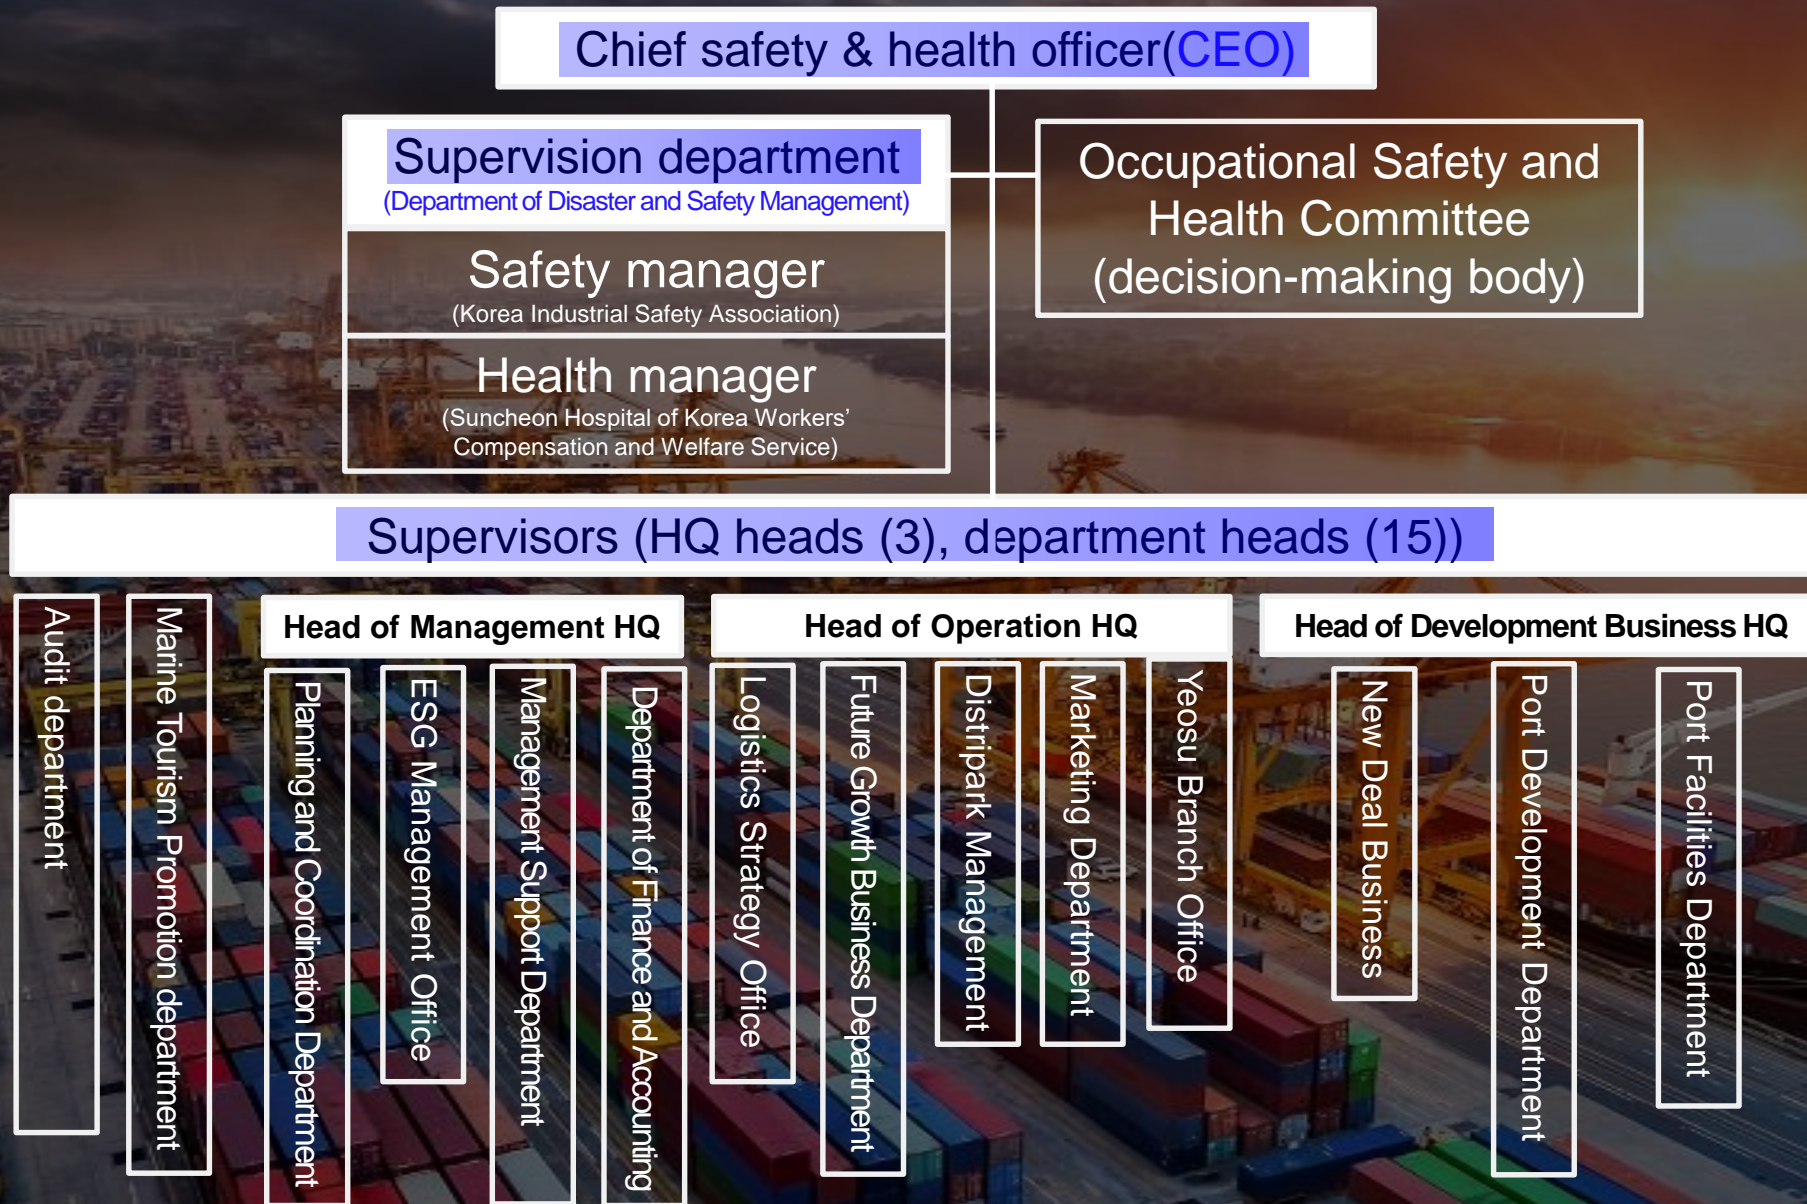 Chief safety & health officer(CEO)
Supervision department
(Department of Disaster and Safety Management)
Safety manager
(Korea Industrial Safety Association)
Health manager
(Suncheon Hospital of Korea Workers’
Compensation and Welfare Service)
Occupational Safety and
Health Committee
(decision-making body)
Supervisors (HQ heads (3), department heads (15))
Audit department
Marine Tourism Promotion department
Head of Management HQ
Planning and Coordination Department
ESG Management Office
Management Support Department
Department of Finance and Accounting
Head of Operation HQ
Logistics Strategy Office
Future Growth Business Department
Distripark Management
Marketing Department
Yeosu Branch Office
Head of Development Business HQ
New Deal Business
Port Development Department
Port Facilities Department